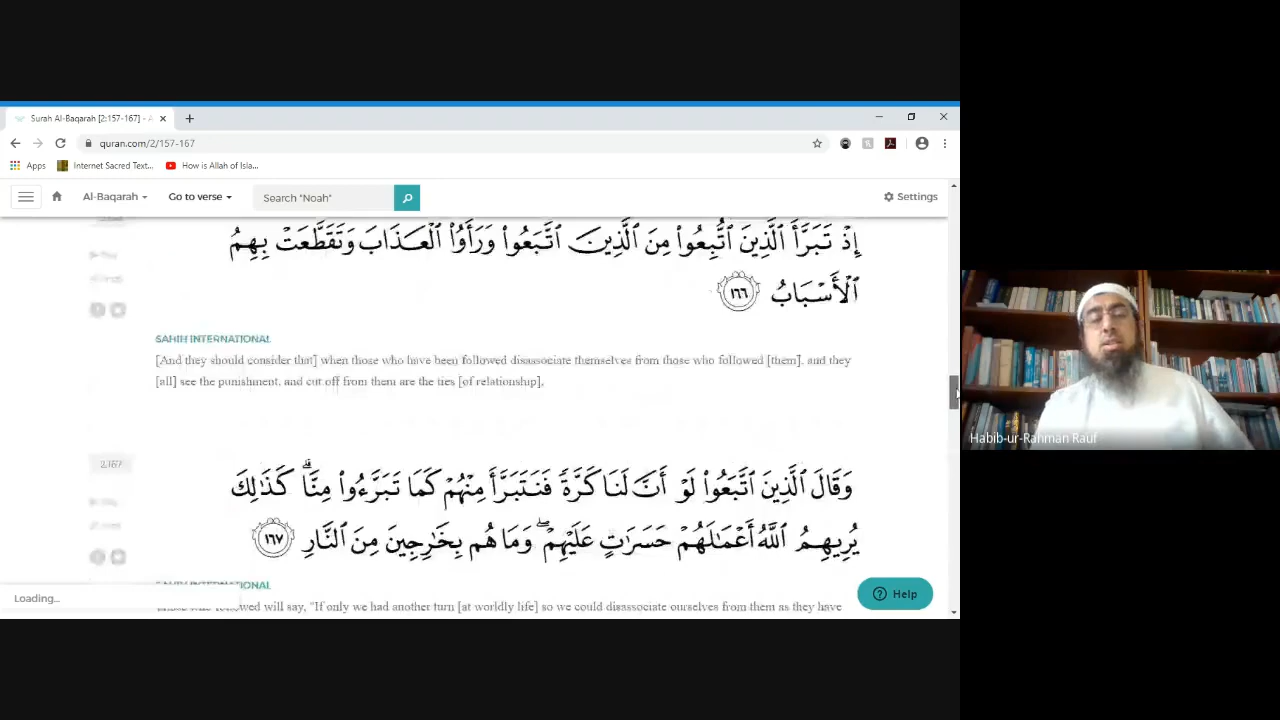 Surah Al-Baqarah [2:157-167] - A
quran.com/2/157-167
Apps Internet Sacred Text... How is Allah of Isla...
Al-Baqarah Go to verse Search "Noah" Settings
إِذْ تَبَرَّأَ ٱلَّذِينَ ٱتُّبِعُوا۟ مِنَ ٱلَّذِينَ ٱتَّبَعُوا۟ وَرَأَوُا۟ ٱلْعَذَابَ وَتَقَطَّعَتْ بِهِمُ
ٱلْأَسْبَابُ ١٦٦
SAHIH INTERNATIONAL
[And they should consider that] when those who have been followed disassociate themselves from those who followed [them], and they
[all] see the punishment, and cut off from them are the ties [of relationship],
2:167
وَقَالَ ٱلَّذِينَ ٱتَّبَعُوا۟ لَوْ أَنَّ لَنَا كَرَّةً فَنَتَبَرَّأَ مِنْهُمْ كَمَا تَبَرَّءُوا۟ مِنَّا ۗ كَذَٰلِكَ
يُرِيهِمُ ٱللَّهُ أَعْمَـٰلَهُمْ حَسَرَٰتٍ عَلَيْهِمْ ۖ وَمَا هُم بِخَـٰرِجِينَ مِنَ ٱلنَّارِ ١٦٧
SAHIH INTERNATIONAL
who followed will say, "If only we had another turn [at worldly life] so we could disassociate ourselves from them as they have
Loading...
Help
Habib-ur-Rahman Rauf